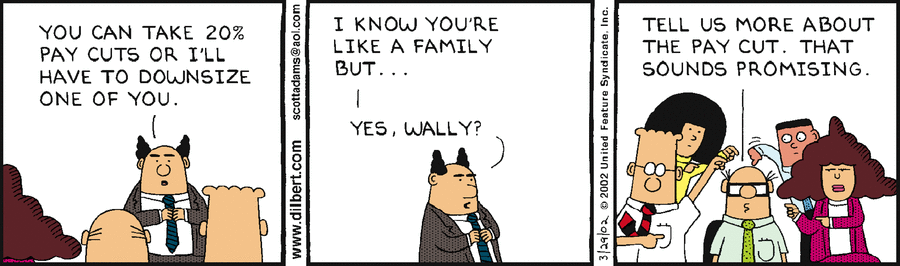 YOU CAN TAKE 20%
PAY CUTS OR I'LL
HAVE TO DOWNSIZE
ONE OF YOU.
www.dilbert.com scottadams@aol.com
I KNOW YOU'RE
LIKE A FAMILY
BUT...
YES, WALLY?
3/29/02 © 2002 United Feature Syndicate, Inc.
TELL US MORE ABOUT
THE PAY CUT. THAT
SOUNDS PROMISING.